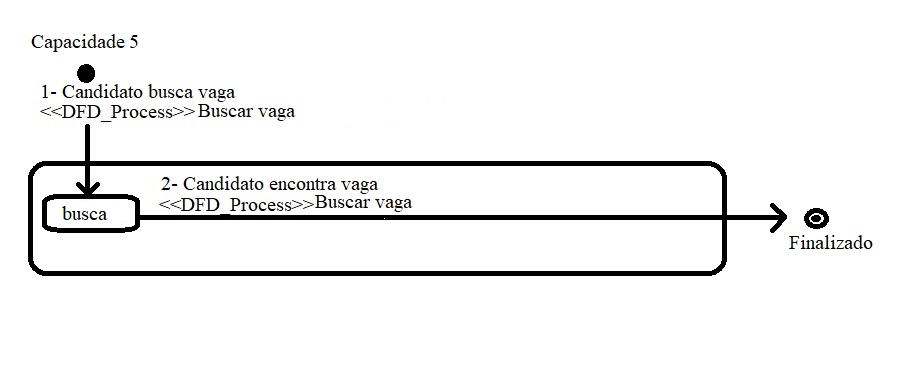 Capacidade 5
1- Candidato busca vaga
<<DFD_Process>>Buscar vaga
2- Candidato encontra vaga
<<DFD_Process>>Buscar vaga
busca
Finalizado